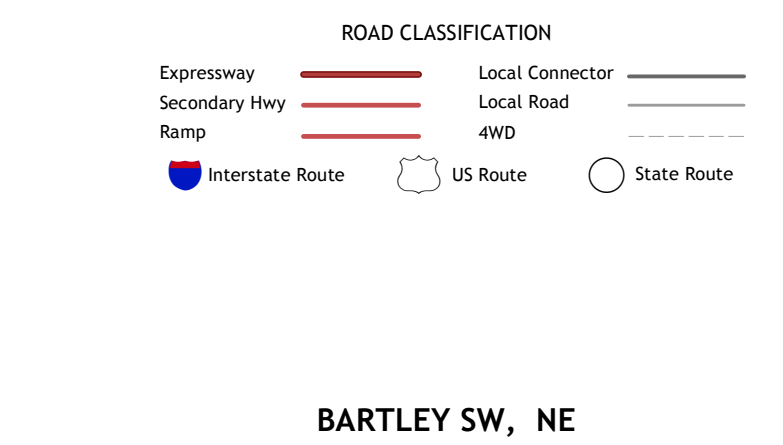 ROAD CLASSIFICATION
Expressway
Local Connector
Secondary Hwy
Local Road
Ramp
4WD
Interstate Route
US Route
State Route
BARTLEY SW, NE